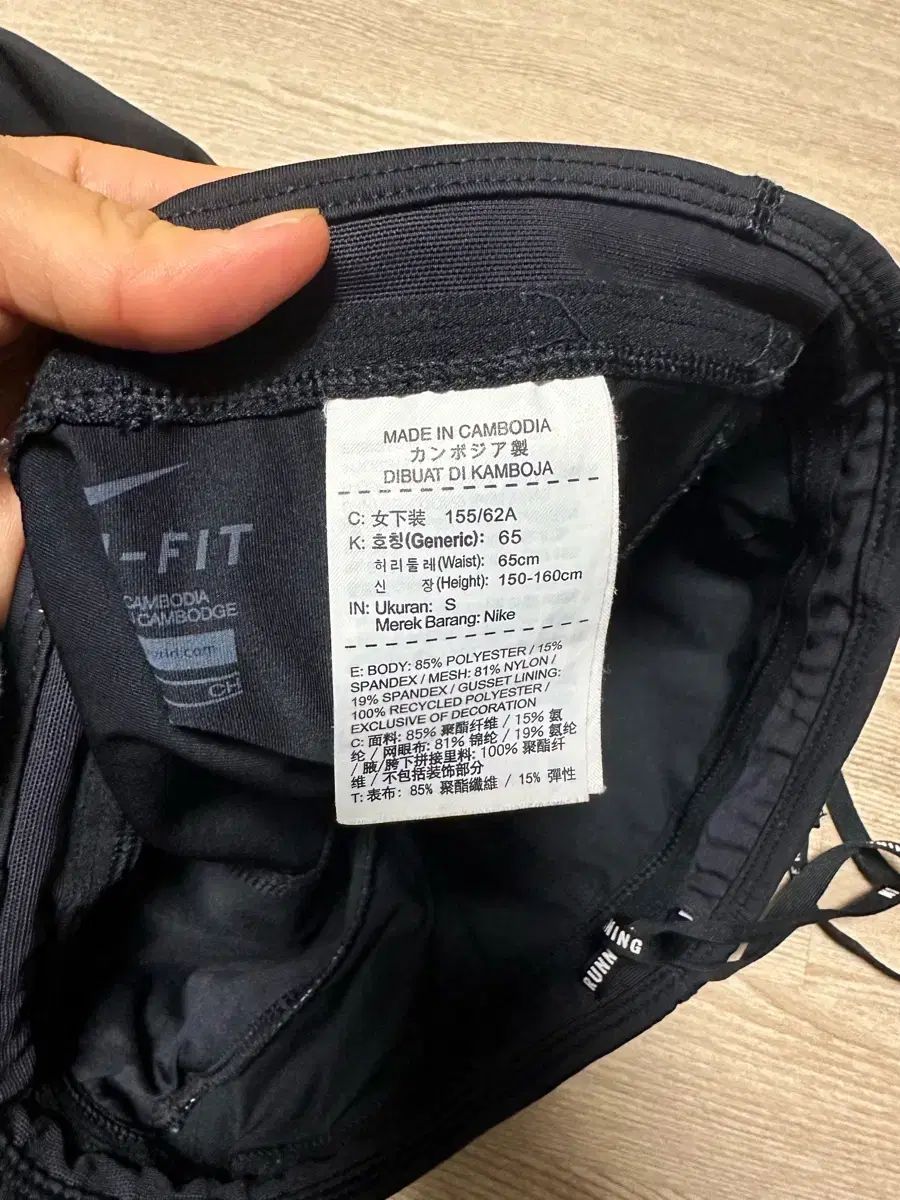 MADE IN CAMBODIA
カンボジア製
DIBUAT DI KAMBOJA
C: 女下装 155/62A
K: 호칭(Generic): 65
허리둘레(Waist): 65cm
신 장(Height): 150-160cm
IN: Ukuran: S
Merek Barang: Nike
E: BODY: 85% POLYESTER / 15%
SPANDEX / MESH: 81% NYLON /
19% SPANDEX / GUSSET LINING:
100% RECYCLED POLYESTER /
EXCLUSIVE OF DECORATION
C: 面料: 85% 聚酯纤维 / 15% 氨
纶 / 网眼布: 81% 锦纶 / 19% 氨纶
/ 腋/胯下拼接里料: 100% 聚酯纤
维 / 不包括装饰部分
T: 表布: 85% 聚酯纖維 / 15% 彈性
-FIT
CAMBODIA
CAMBODGE
.com
CH
RUNNING